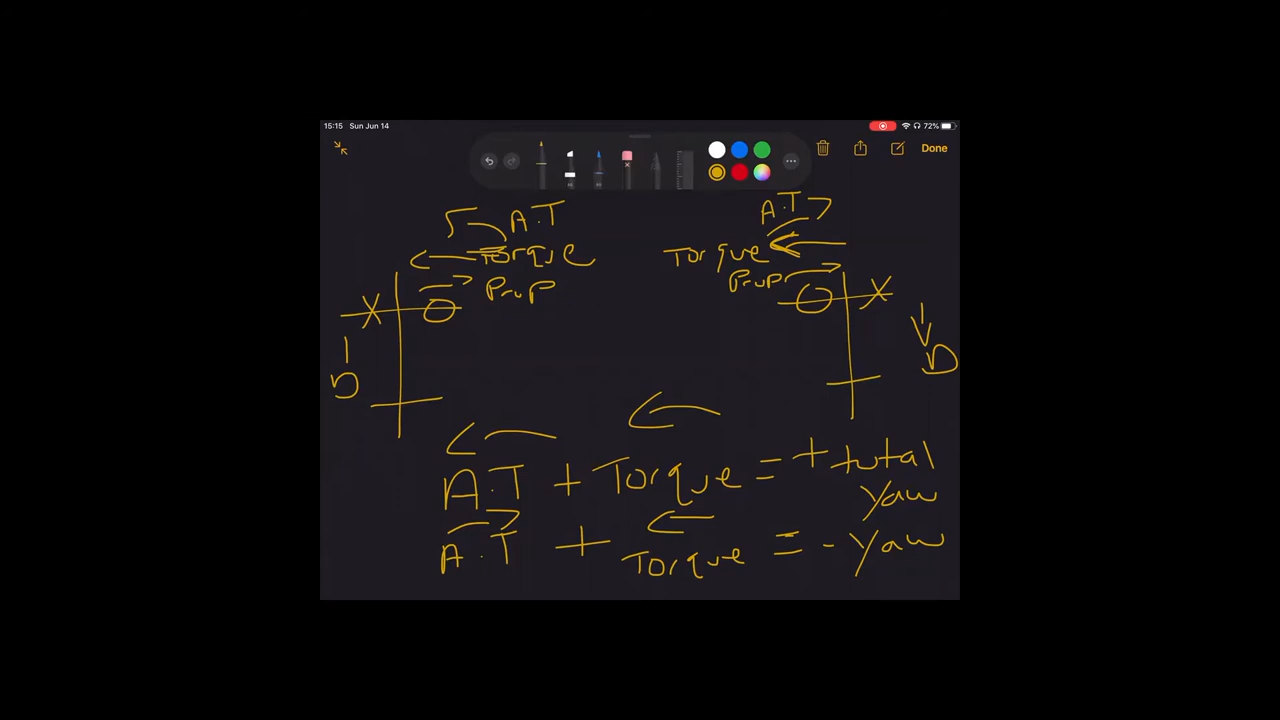 15:15 Sun Jun 14
72%
Done
A.T
Torque
Prop
X
D
A.T
Torque
Prop
X
D
A.T + Torque = + total
yaw
A.T + Torque = - yaw